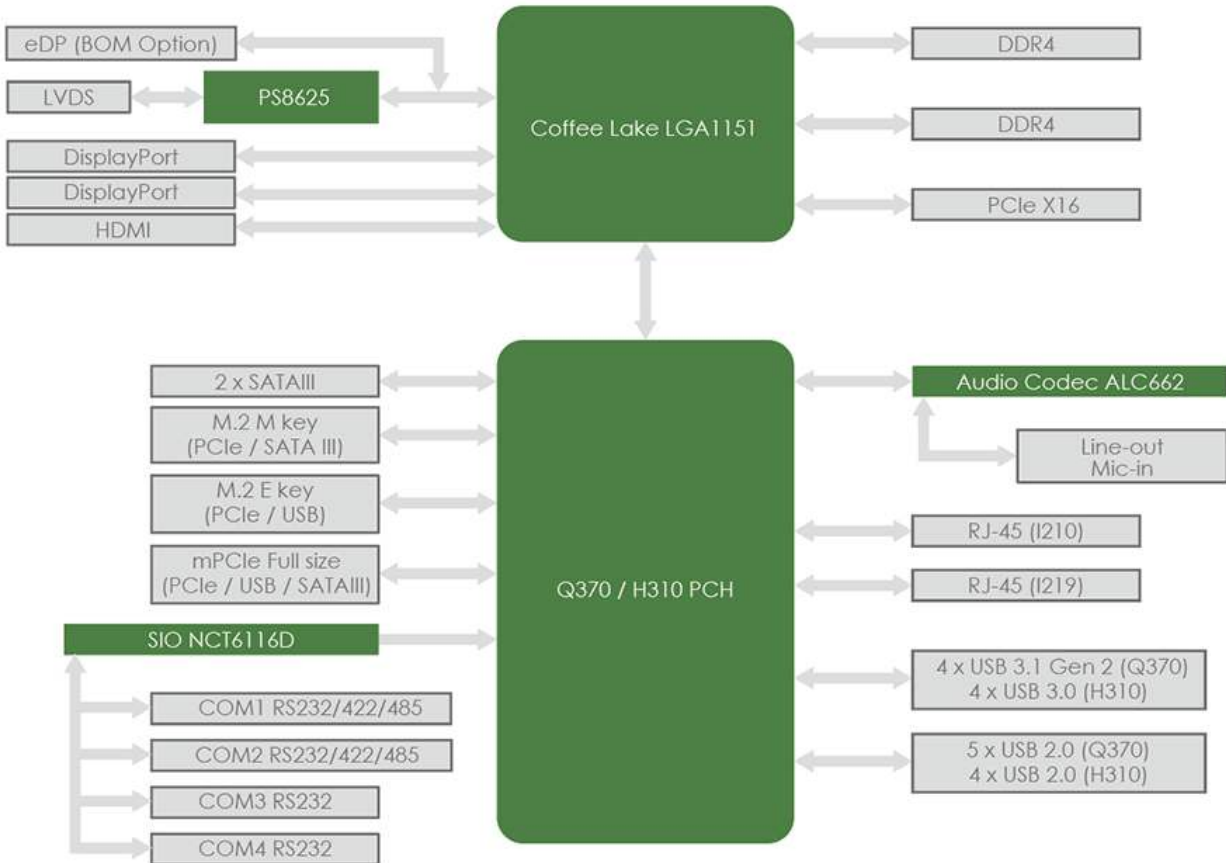 eDP (BOM Option)
LVDS
PS8625
DisplayPort
DisplayPort
HDMI
Coffee Lake LGA1151
DDR4
DDR4
PCIe X16
2 x SATAIII
M.2 M key
(PCIe / SATA III)
M.2 E key
(PCIe / USB)
mPCIe Full size
(PCIe / USB / SATAIII)
SIO NCT6116D
COM1 RS232/422/485
COM2 RS232/422/485
COM3 RS232
COM4 RS232
Q370 / H310 PCH
Audio Codec ALC662
Line-out
Mic-in
RJ-45 (I210)
RJ-45 (I219)
4 x USB 3.1 Gen 2 (Q370)
4 x USB 3.0 (H310)
5 x USB 2.0 (Q370)
4 x USB 2.0 (H310)